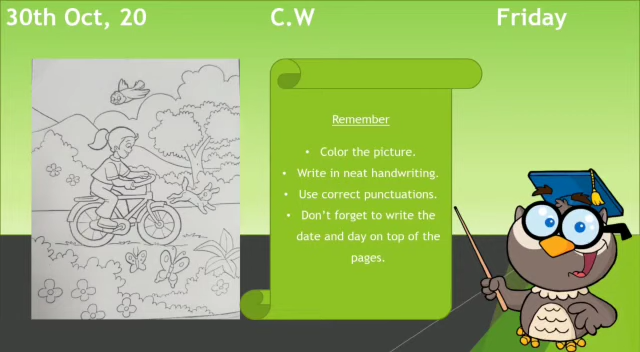 30th Oct, 20 C.W Friday
Remember
• Color the picture.
• Write in neat handwriting.
• Use correct punctuations.
• Don't forget to write the
date and day on top of the
pages.